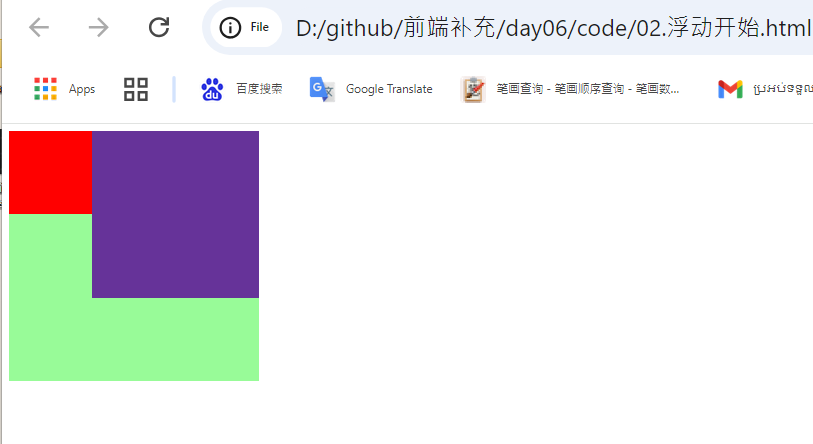 File D:/github/前端补充/day06/code/02.浮动开始.html
Apps 百度搜索 Google Translate 笔画查询 - 笔画顺序查询 - 笔画数... ប្រអប់ទទួល